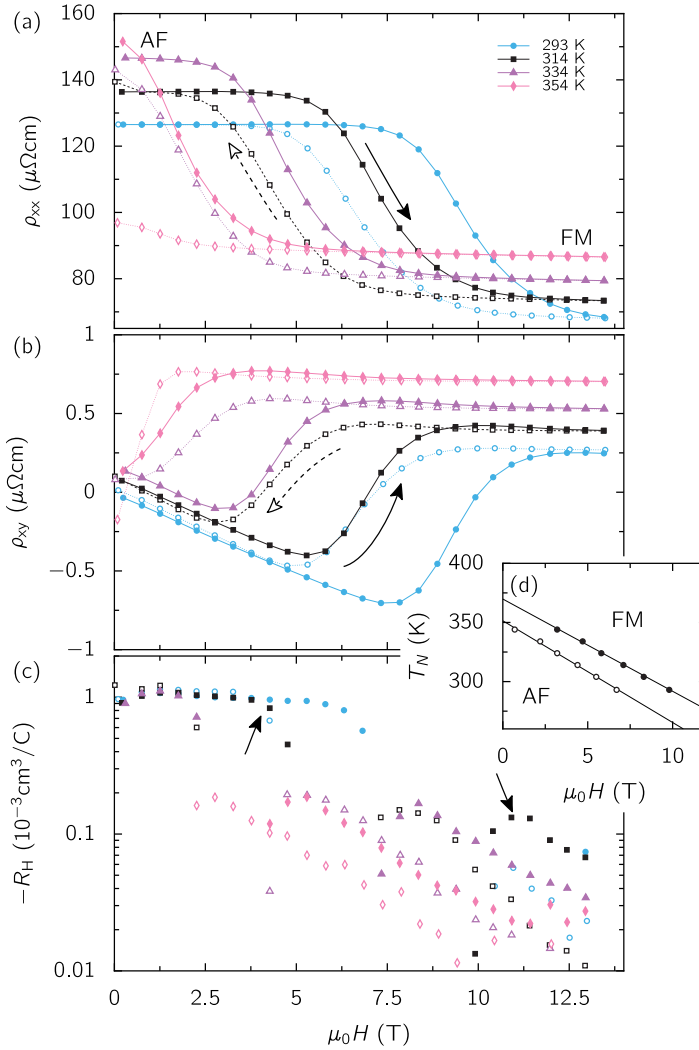 (a)
AF
293 K
314 K
334 K
354 K
160
140
120
100
80
ρxx (μΩcm)
FM
(b)
1
0.5
0
−0.5
−1
ρxy (μΩcm)
(d)
400
350
300
TN (K)
FM
AF
0
5
10
μ0H (T)
(c)
1
0.1
0.01
−RH (10−3cm3/C)
0
2.5
5
7.5
10
12.5
μ0H (T)